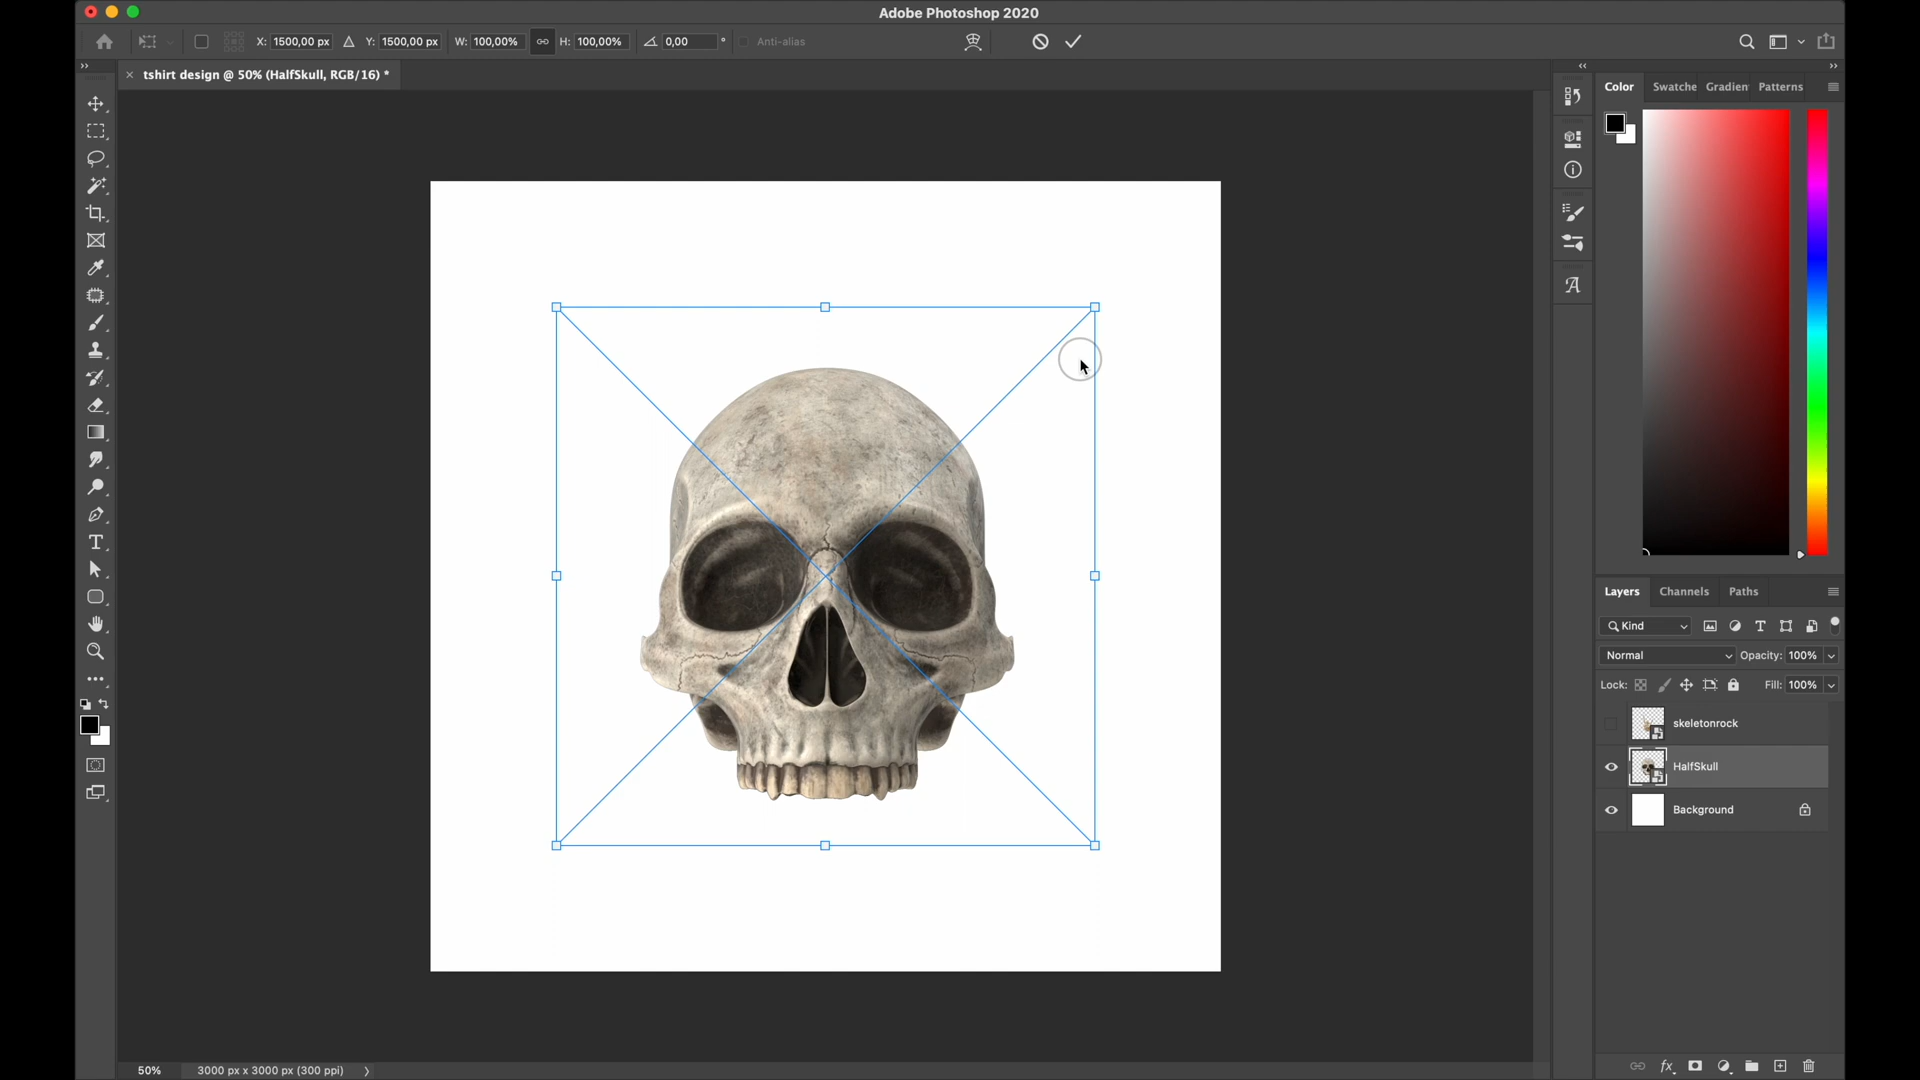 Adobe Photoshop 2020
X: 1500,00 px Y: 1500,00 px W: 100,00% H: 100,00% 0,00 ° Anti-alias
tshirt design @ 50% (HalfSkull, RGB/16) *
Color Swatche Gradien Patterns
Layers Channels Paths
Kind
Normal Opacity: 100%
Lock: Fill: 100%
skeletonrock
HalfSkull
Background
fx
50% 3000 px x 3000 px (300 ppi)